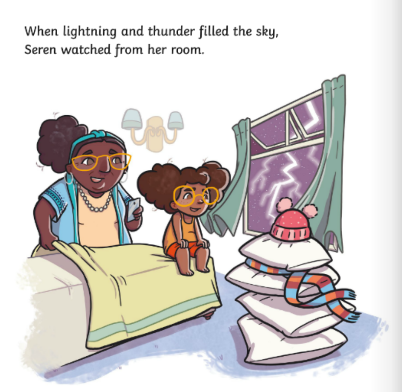 When lightning and thunder filled the sky,
Seren watched from her room.